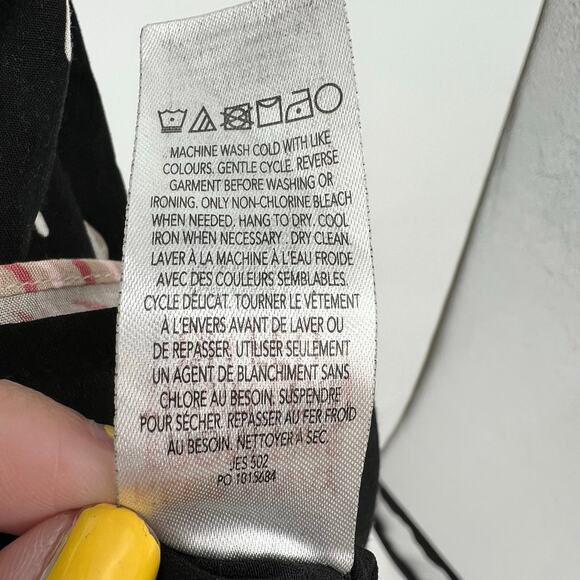 MACHINE WASH COLD WITH LIKE
COLOURS. GENTLE CYCLE. REVERSE
GARMENT BEFORE WASHING OR
IRONING. ONLY NON-CHLORINE BLEACH
WHEN NEEDED. HANG TO DRY. COOL
IRON WHEN NECESSARY. DRY CLEAN.
LAVER À LA MACHINE À L'EAU FROIDE
AVEC DES COULEURS SEMBLABLES.
CYCLE DÉLICAT. TOURNER LE VÊTEMENT
À L'ENVERS AVANT DE LAVER OU
DE REPASSER. UTILISER SEULEMENT
UN AGENT DE BLANCHIMENT SANS
CHLORE AU BESOIN. SUSPENDRE
POUR SÉCHER. REPASSER AU FER FROID
AU BESOIN. NETTOYER À SEC.
JES 502
PO 1815684